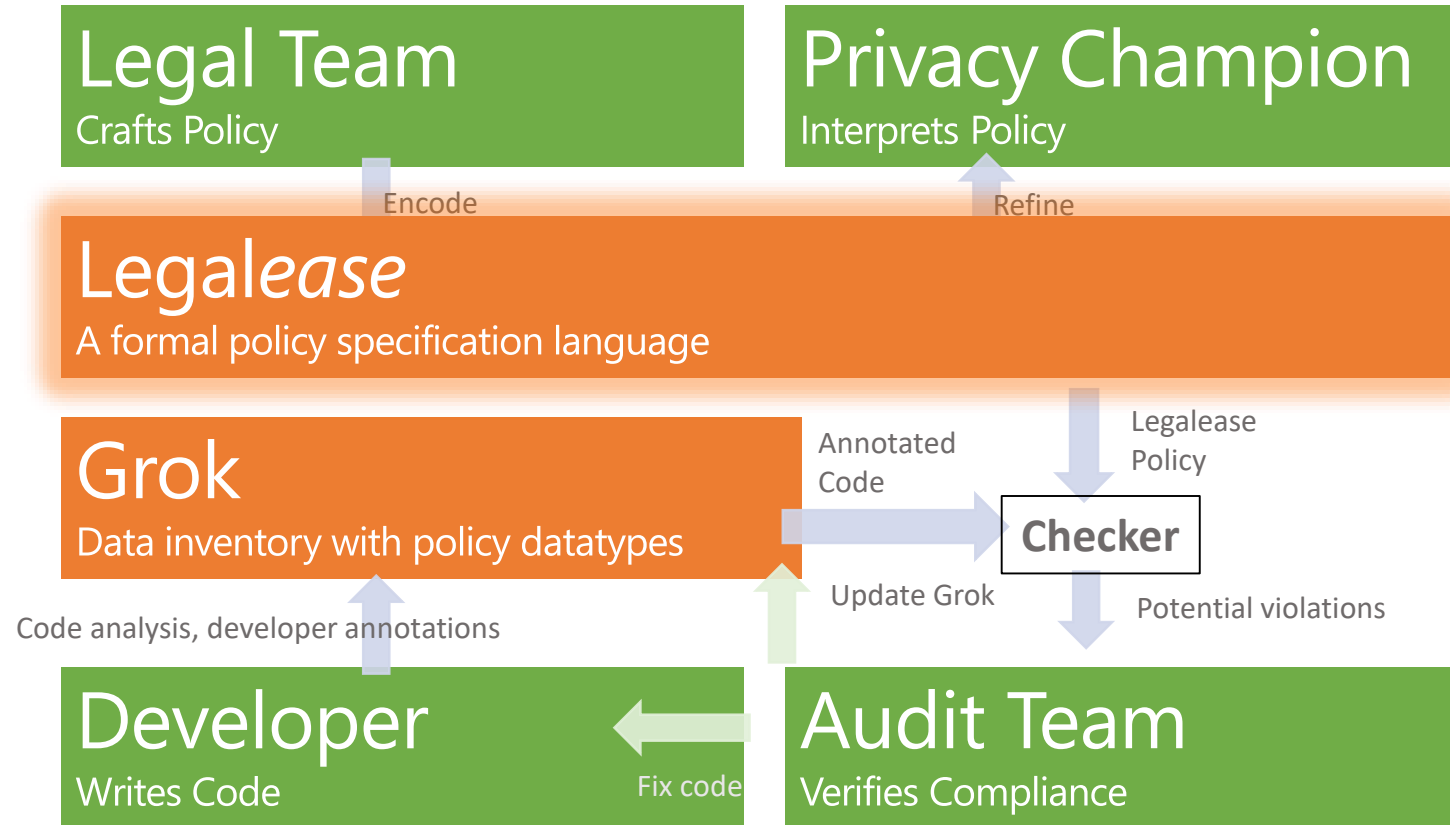 Legal Team
Crafts Policy
Privacy Champion
Interprets Policy
Encode
Refine
Legalease
A formal policy specification language
Grok
Data inventory with policy datatypes
Annotated
Code
Legalease
Policy
Checker
Update Grok
Potential violations
Code analysis, developer annotations
Developer
Writes Code
Fix code
Audit Team
Verifies Compliance